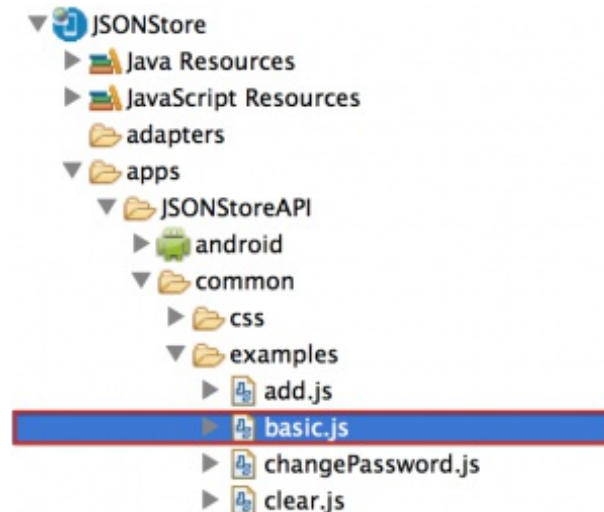 JSONStore
Java Resources
JavaScript Resources
adapters
apps
JSONStoreAPI
android
common
css
examples
add.js
basic.js
changePassword.js
clear.js